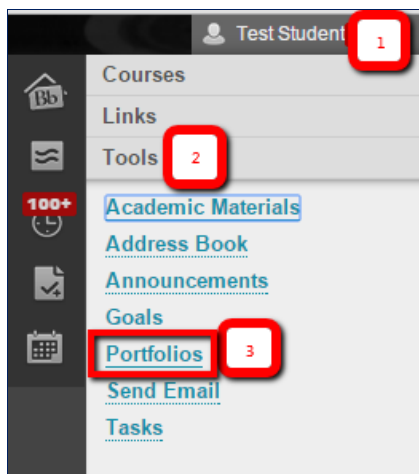 Test Student
1
Bb
Courses
Links
Tools 2
100+
Academic Materials
Address Book
Announcements
Goals
Portfolios 3
Send Email
Tasks